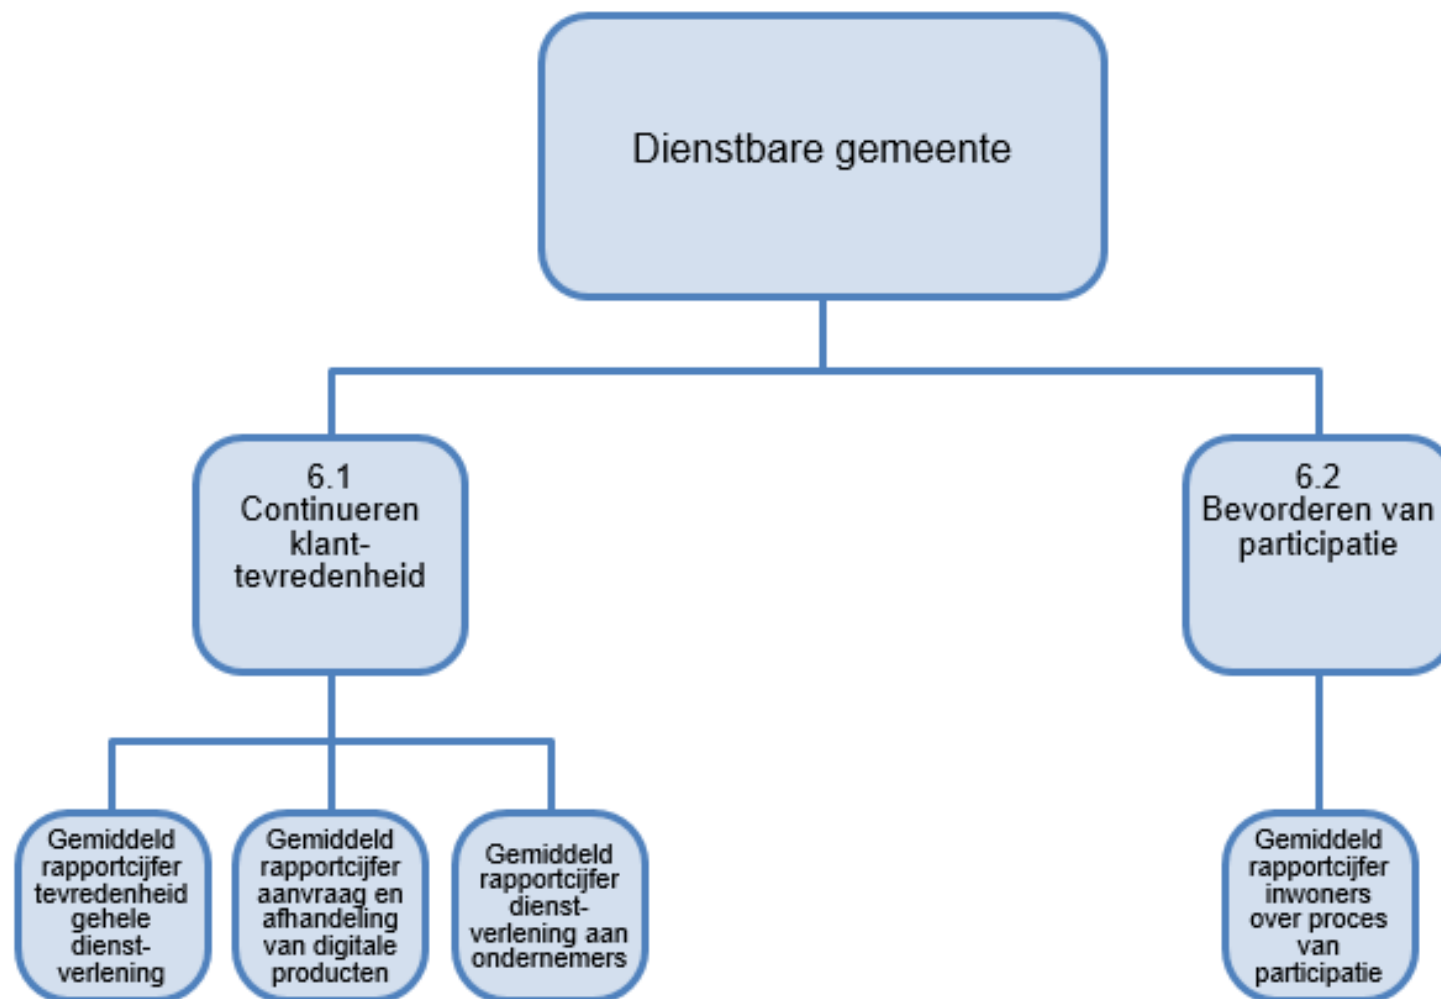 Dienstbare gemeente
6.1
Continueren
klant-
tevredenheid
6.2
Bevorderen van
participatie
Gemiddeld
rapportcijfer
tevredenheid
gehele
dienst-
verlening
Gemiddeld
rapportcijfer
aanvraag en
afhandeling
van digitale
producten
Gemiddeld
rapportcijfer
dienst-
verlening aan
ondernemers
Gemiddeld
rapportcijfer
inwoners
over proces
van
participatie